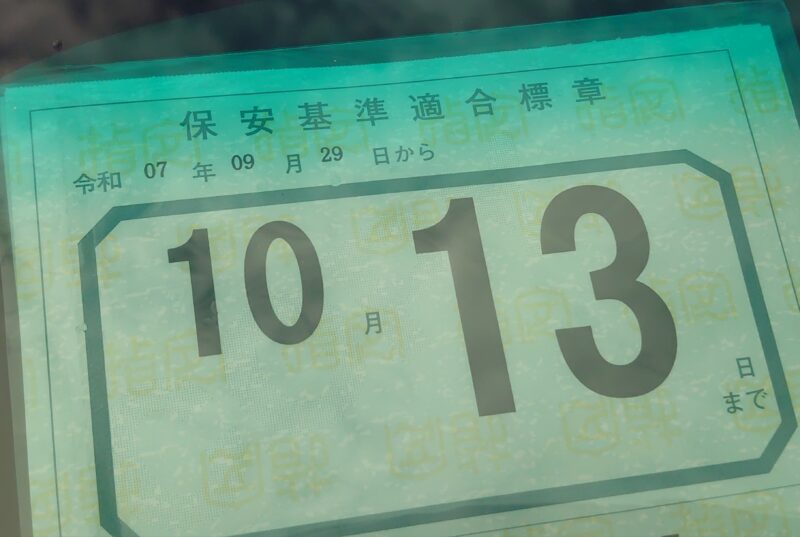 保安基準適合標章
令和 07 年 09 月 29 日から
10 月 13 日
まで